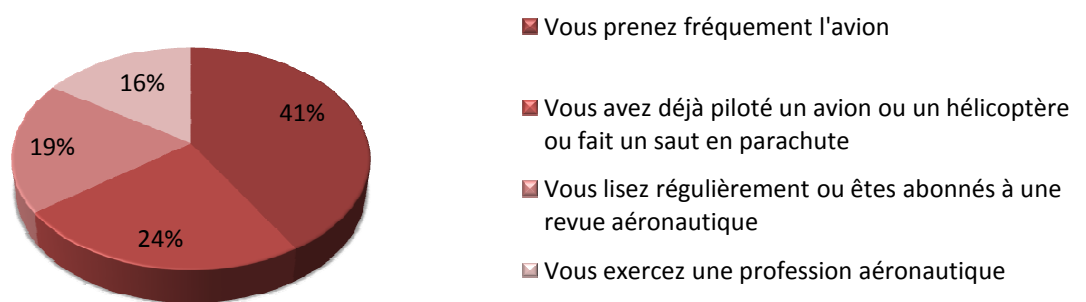 Vous prenez fréquement l'avion
16%
41%
Vous avez déjà piloté un avion ou un hélicoptère
ou fait un saut en parachute
19%
Vous lisez régulièrement ou êtes abonnés à une
revue aéronautique
24%
Vous exercez une profession aéronautique